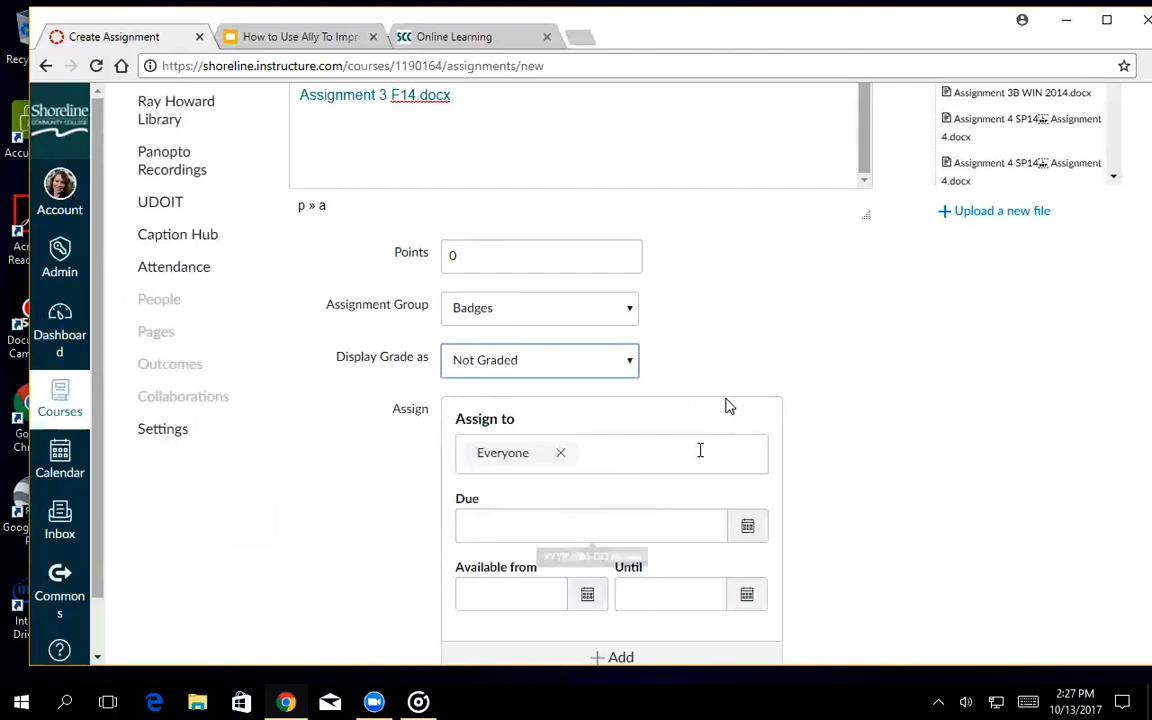 Create Assignment
How to Use Ally To Impr
SCC Online Learning
https://shoreline.instructure.com/courses/1190164/assignments/new
Recy
Shoreline
COMMUNITY COLLEGE
Account
Admin
Dashboar
d
Courses
Calendar
Inbox
Common
s
Ray Howard
Library
Panopto
Recordings
UDOIT
Caption Hub
Attendance
People
Pages
Outcomes
Collaborations
Settings
Assignment 3 F14.docx
p » a
Points
0
Assignment Group
Badges
Display Grade as
Not Graded
Assign
Assign to
Everyone
Due
Available from
Until
Add
Assignment 3B WIN 2014.docx
Assignment 4 SP14 Assignment
4.docx
Assignment 4 SP14 Assignment
4.docx
Upload a new file
2:27 PM
10/13/2017